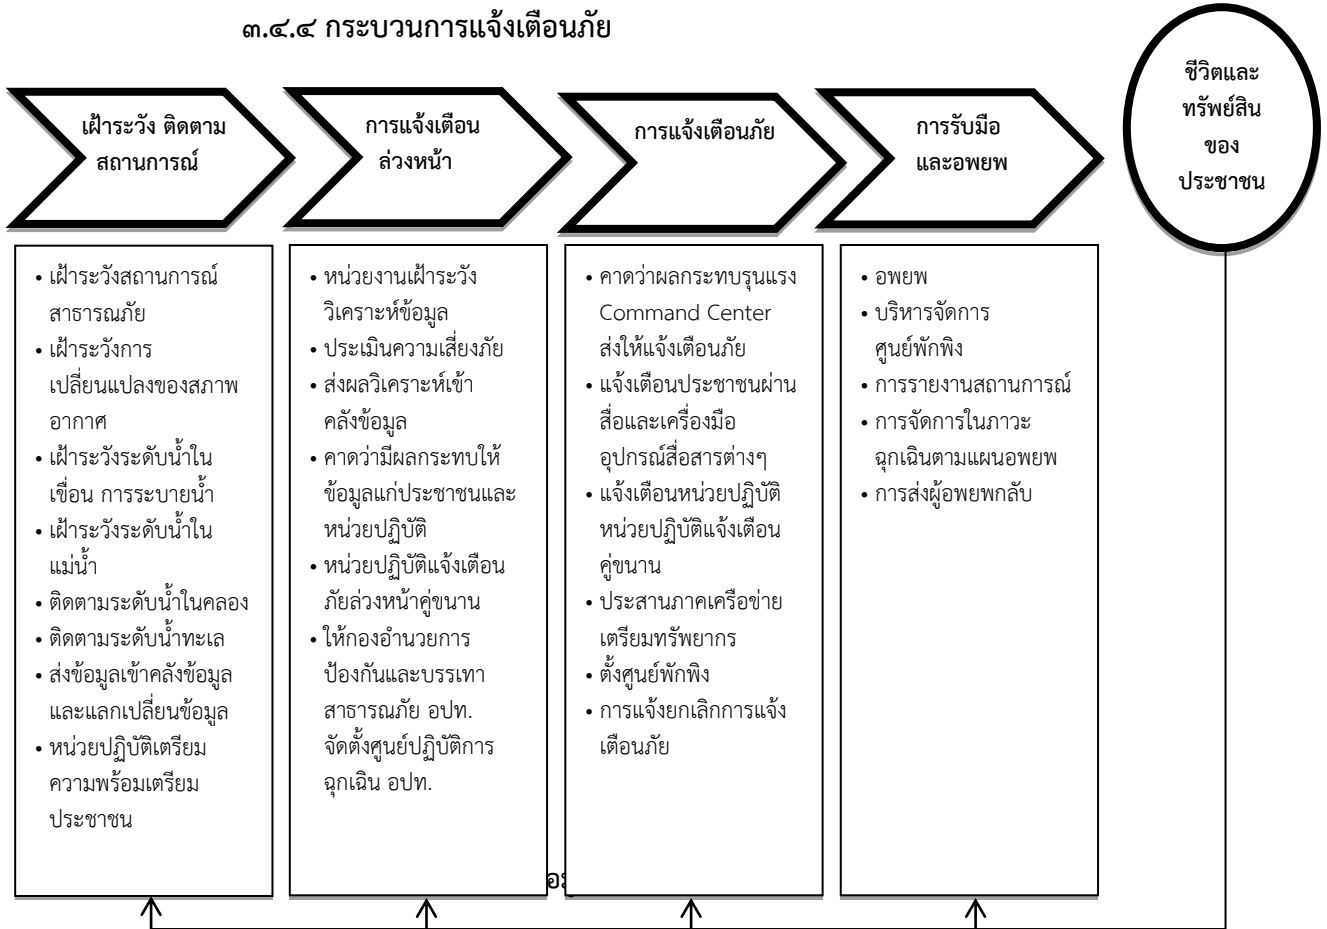 ๓.๔.๔ กระบวนการแจ้งเตือนภัย
เฝ้าระวัง ติดตาม
สถานการณ์
การแจ้งเตือน
ล่วงหน้า
การแจ้งเตือนภัย
การรับมือ
และอพยพ
ชีวิตและ
ทรัพย์สิน
ของ
ประชาชน
• เฝ้าระวังสถานการณ์
สาธารณภัย
• เฝ้าระวังการ
เปลี่ยนแปลงของสภาพ
อากาศ
• เฝ้าระวังระดับน้ำใน
เขื่อน การระบายน้ำ
• เฝ้าระวังระดับน้ำใน
แม่น้ำ
• ติดตามระดับน้ำในคลอง
• ติดตามระดับน้ำทะเล
• ส่งข้อมูลเข้าคลังข้อมูล
และแลกเปลี่ยนข้อมูล
• หน่วยปฏิบัติเตรียม
ความพร้อมเตรียม
ประชาชน
• หน่วยงานเฝ้าระวัง
วิเคราะห์ข้อมูล
• ประเมินความเสี่ยงภัย
• ส่งผลวิเคราะห์เข้า
คลังข้อมูล
• คาดว่ามีผลกระทบให้
ข้อมูลแก่ประชาชนและ
หน่วยปฏิบัติ
• หน่วยปฏิบัติแจ้งเตือน
ภัยล่วงหน้าคู่ขนาน
• ให้กองอำนวยการ
ป้องกันและบรรเทา
สาธารณภัย อปท.
จัดตั้งศูนย์ปฏิบัติการ
ฉุกเฉิน อปท.
• คาดว่าผลกระทบรุนแรง
Command Center
ส่งให้แจ้งเตือนภัย
• แจ้งเตือนประชาชนผ่าน
สื่อและเครื่องมือ
อุปกรณ์สื่อสารต่างๆ
• แจ้งเตือนหน่วยปฏิบัติ
หน่วยปฏิบัติแจ้งเตือน
คู่ขนาน
• ประสานภาคเครือข่าย
เตรียมทรัพยากร
• ตั้งศูนย์พักพิง
• การแจ้งยกเลิกการแจ้ง
เตือนภัย
• อพยพ
• บริหารจัดการ
ศูนย์พักพิง
• การรายงานสถานการณ์
• การจัดการในภาวะ
ฉุกเฉินตามแผนอพยพ
• การส่งผู้อพยพกลับ